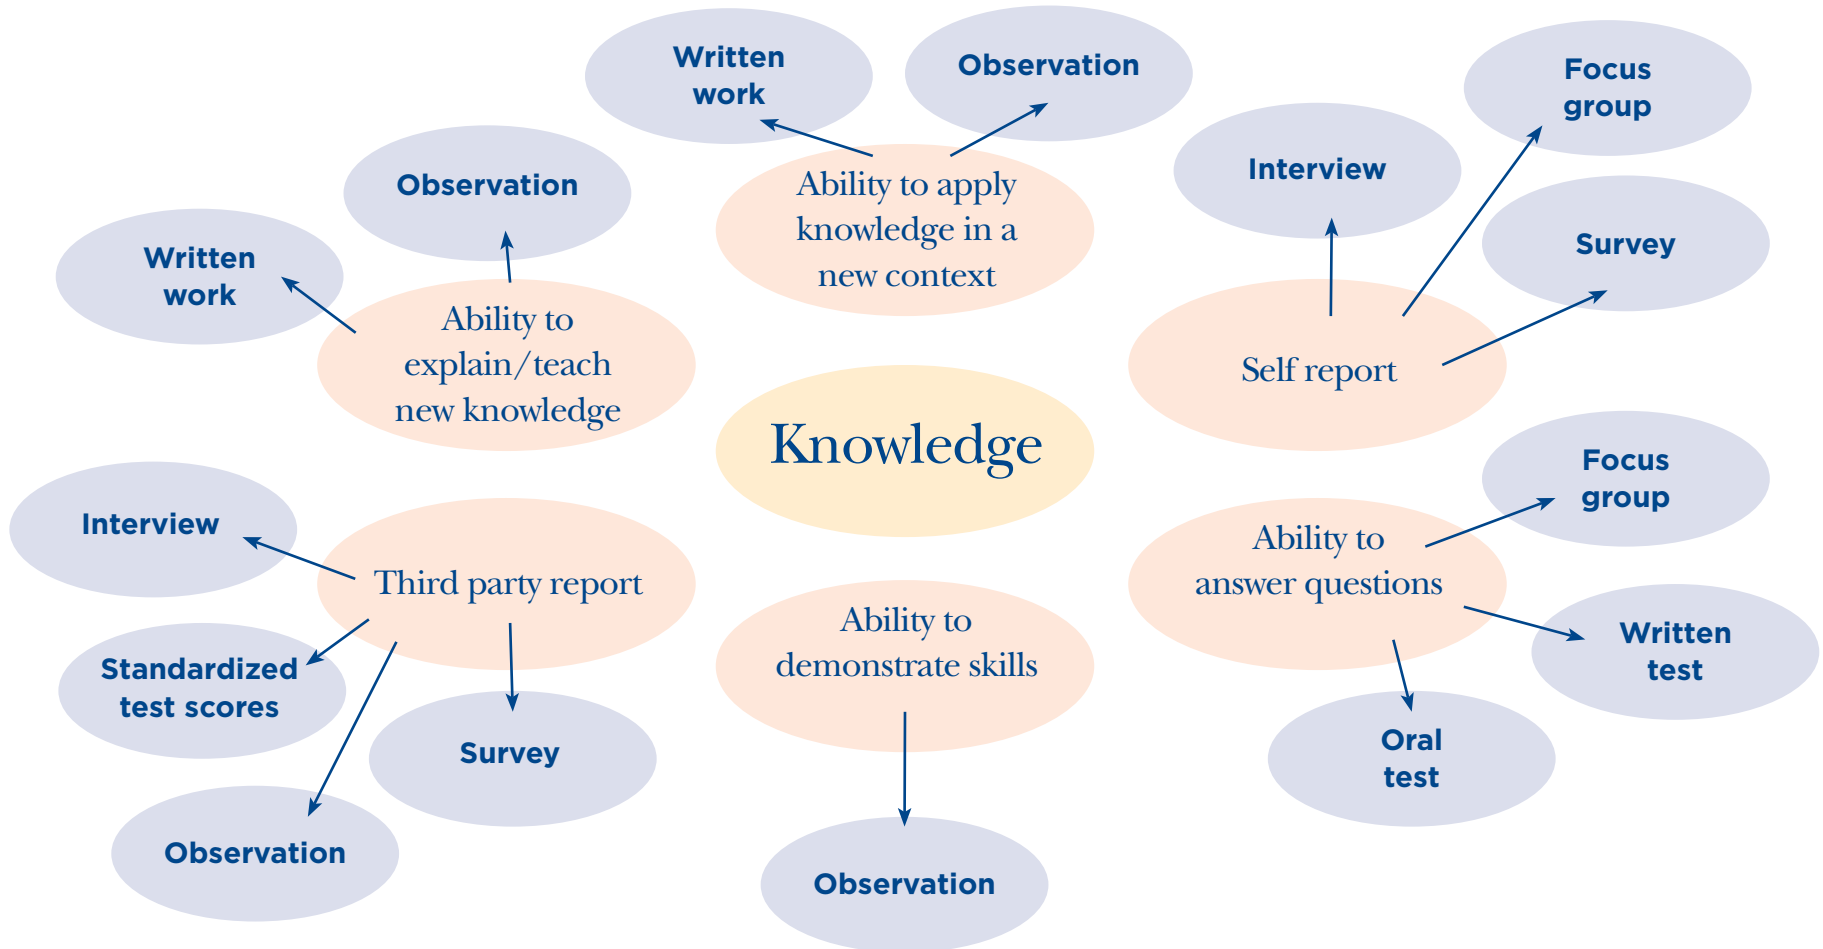 Written
work
Observation
Focus
group
Interview
Observation
Ability to apply
knowledge in a
new context
Survey
Written
work
Ability to
explain/teach
new knowledge
Self report
Knowledge
Focus
group
Interview
Third party report
Ability to
answer questions
Ability to
demonstrate skills
Written
test
Standardized
test scores
Survey
Oral
test
Observation
Observation